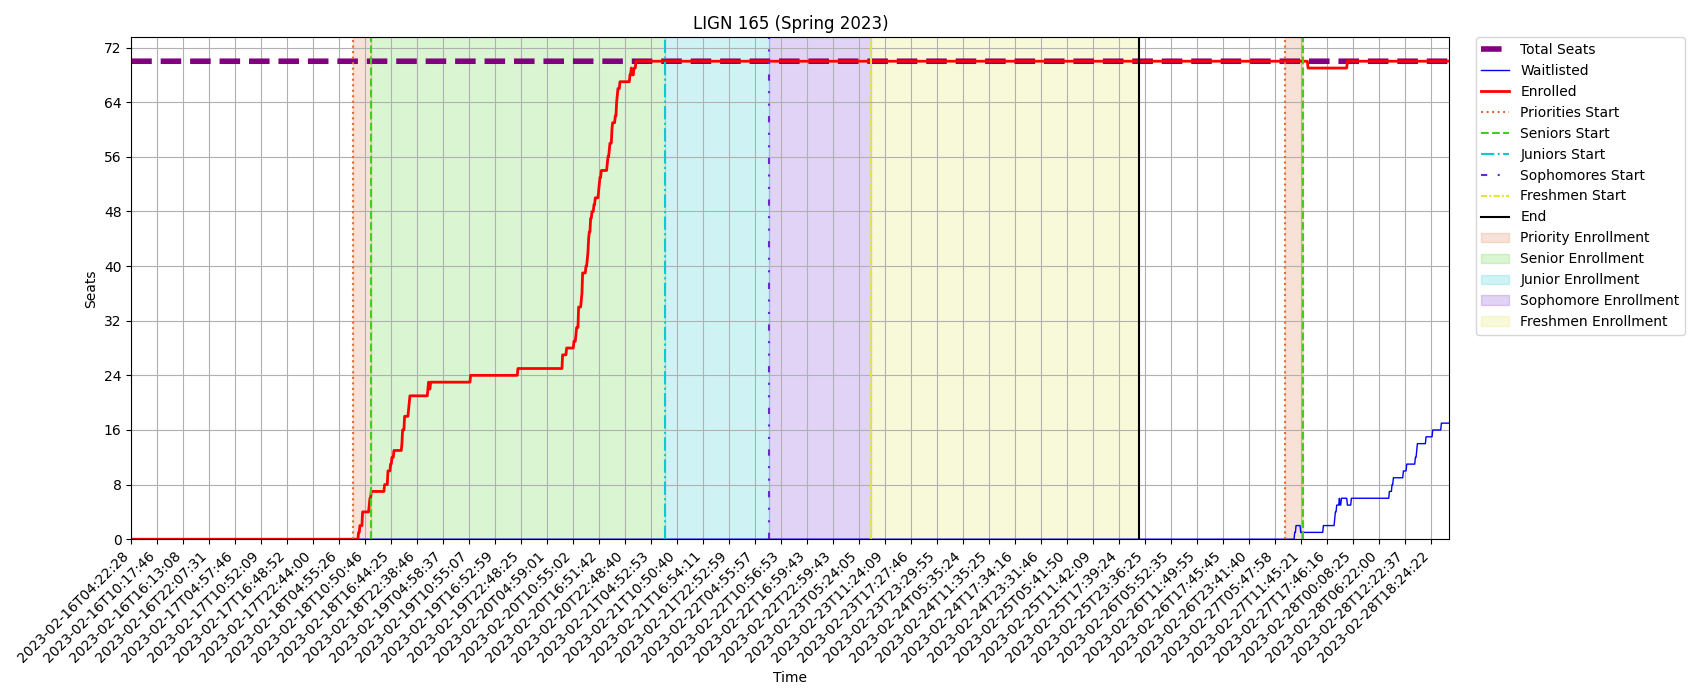 LIGN 165 (Spring 2023)
72
64
56
48
40
32
24
16
8
0
Seats
2023-02-16T04:22:28
2023-02-16T10:17:46
2023-02-16T16:13:08
2023-02-16T22:07:31
2023-02-17T04:57:46
2023-02-17T10:52:09
2023-02-17T16:48:52
2023-02-17T22:44:00
2023-02-18T04:55:26
2023-02-18T10:50:46
2023-02-18T16:44:25
2023-02-18T22:38:46
2023-02-19T04:58:37
2023-02-19T10:55:07
2023-02-19T16:52:59
2023-02-19T22:48:25
2023-02-20T04:59:01
2023-02-20T10:55:02
2023-02-20T16:51:42
2023-02-20T22:48:40
2023-02-21T04:52:53
2023-02-21T10:50:40
2023-02-21T16:54:11
2023-02-21T22:52:59
2023-02-22T04:55:57
2023-02-22T10:56:53
2023-02-22T16:59:43
2023-02-22T22:59:43
2023-02-23T05:24:05
2023-02-23T11:24:09
2023-02-23T17:27:46
2023-02-23T23:29:55
2023-02-24T05:35:24
2023-02-24T11:35:25
2023-02-24T17:34:16
2023-02-24T23:31:46
2023-02-25T05:41:50
2023-02-25T11:42:09
2023-02-25T17:39:24
2023-02-25T23:36:25
2023-02-26T05:52:35
2023-02-26T11:49:55
2023-02-26T17:45:45
2023-02-26T23:41:40
2023-02-27T05:47:58
2023-02-27T11:45:21
2023-02-27T17:46:16
2023-02-28T00:08:25
2023-02-28T06:22:00
2023-02-28T12:22:37
2023-02-28T18:24:22
Time
Total Seats
Waitlisted
Enrolled
Priorities Start
Seniors Start
Juniors Start
Sophomores Start
Freshmen Start
End
Priority Enrollment
Senior Enrollment
Junior Enrollment
Sophomore Enrollment
Freshmen Enrollment